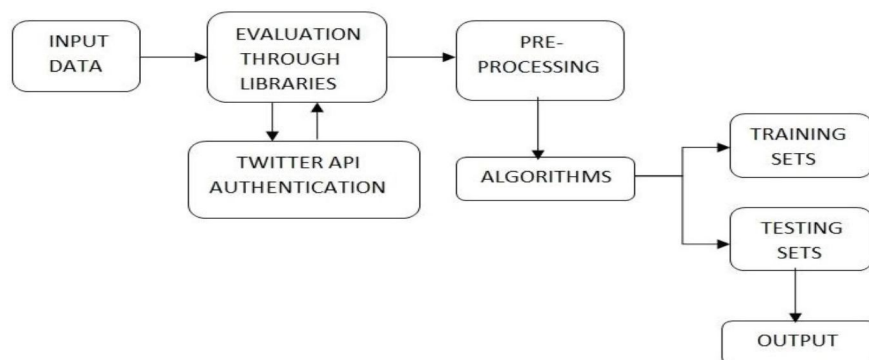 INPUT
DATA
EVALUATION
THROUGH
LIBRARIES
PRE-
PROCESSING
TWITTER API
AUTHENTICATION
ALGORITHMS
TRAINING
SETS
TESTING
SETS
OUTPUT